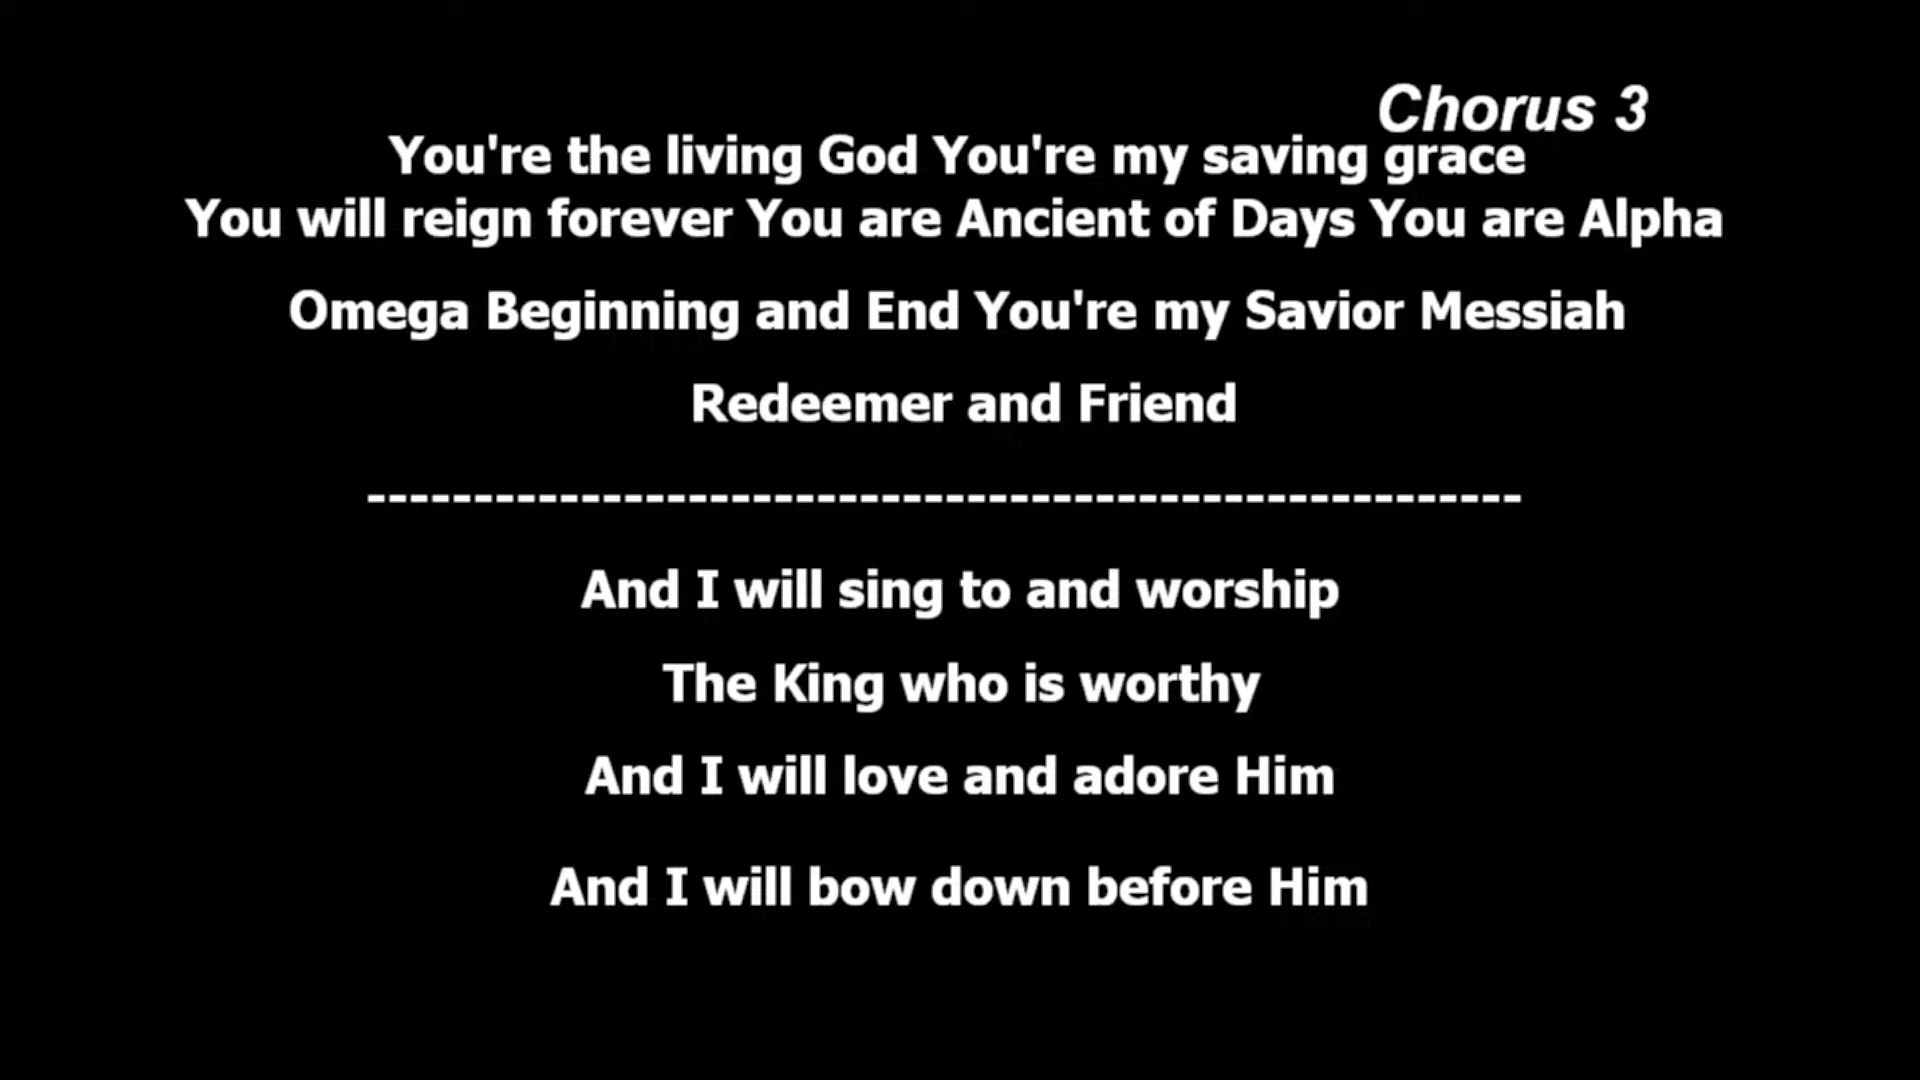 Chorus 3
You're the living God You're my saving grace
You will reign forever You are Ancient of Days You are Alpha
Omega Beginning and End You're my Savior Messiah
Redeemer and Friend
------------------------------------------------------
And I will sing to and worship
The King who is worthy
And I will love and adore Him
And I will bow down before Him